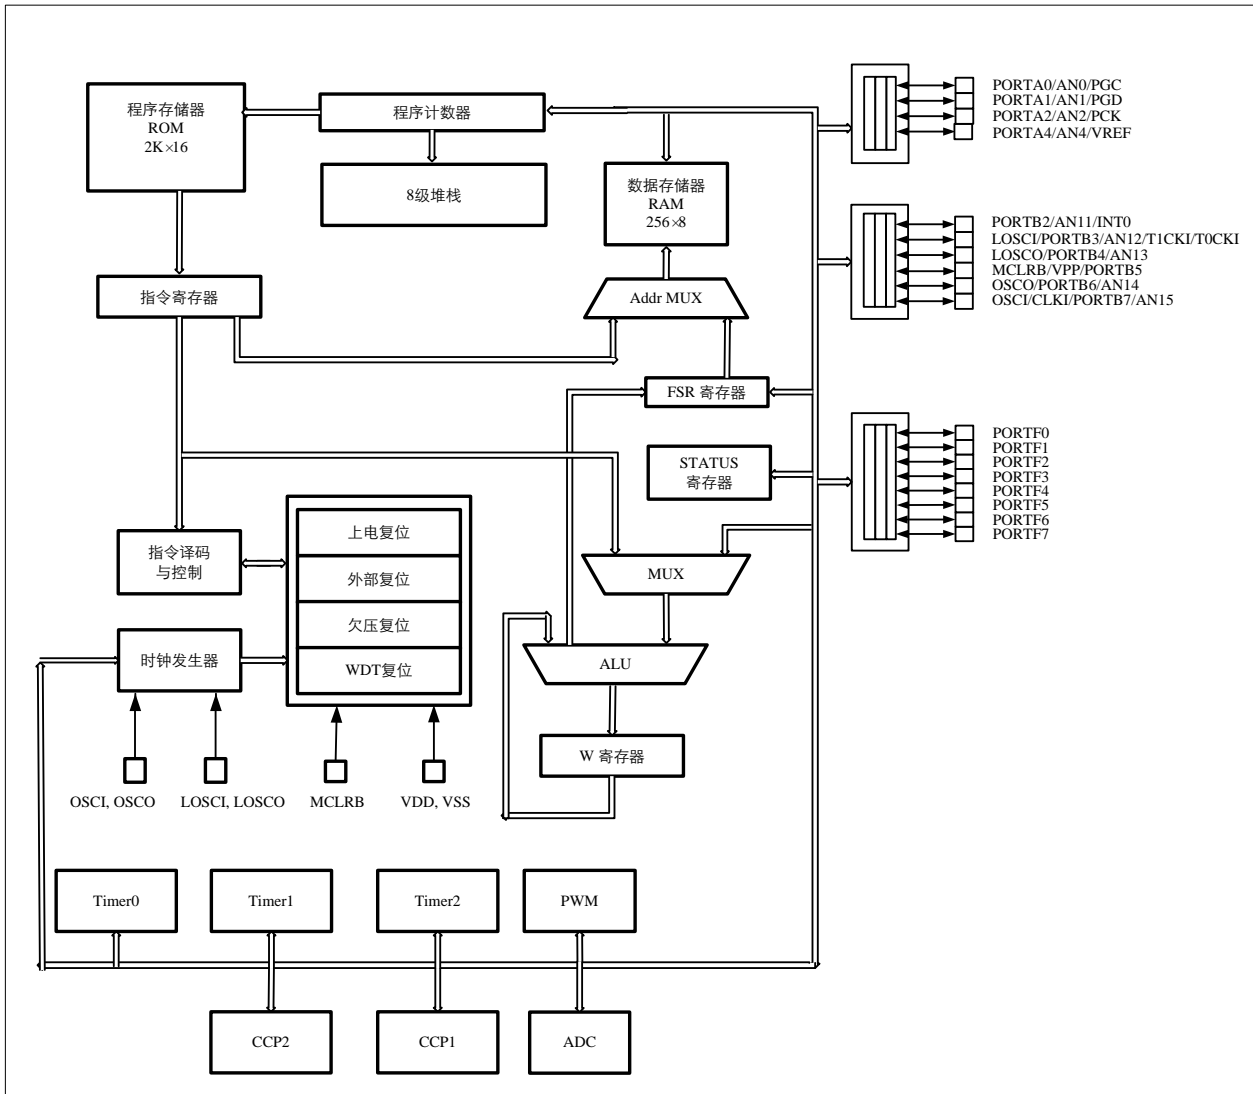 程序存储器
ROM
2K×16
程序计数器
8级堆栈
数据存储器
RAM
256×8
指令寄存器
Addr MUX
FSR 寄存器
STATUS
寄存器
指令译码
与控制
上电复位
外部复位
欠压复位
WDT复位
MUX
时钟发生器
ALU
W 寄存器
OSCI, OSCO
LOSCI, LOSCO
MCLRB
VDD, VSS
Timer0
Timer1
Timer2
PWM
CCP2
CCP1
ADC
PORTA0/AN0/PGC
PORTA1/AN1/PGD
PORTA2/AN2/PCK
PORTA4/AN4/VREF
PORTB2/AN11/INT0
LOSCI/PORTB3/AN12/T1CKI/T0CKI
LOSCO/PORTB4/AN13
MCLRB/VPP/PORTB5
OSCO/PORTB6/AN14
OSCI/CLKI/PORTB7/AN15
PORTF0
PORTF1
PORTF2
PORTF3
PORTF4
PORTF5
PORTF6
PORTF7